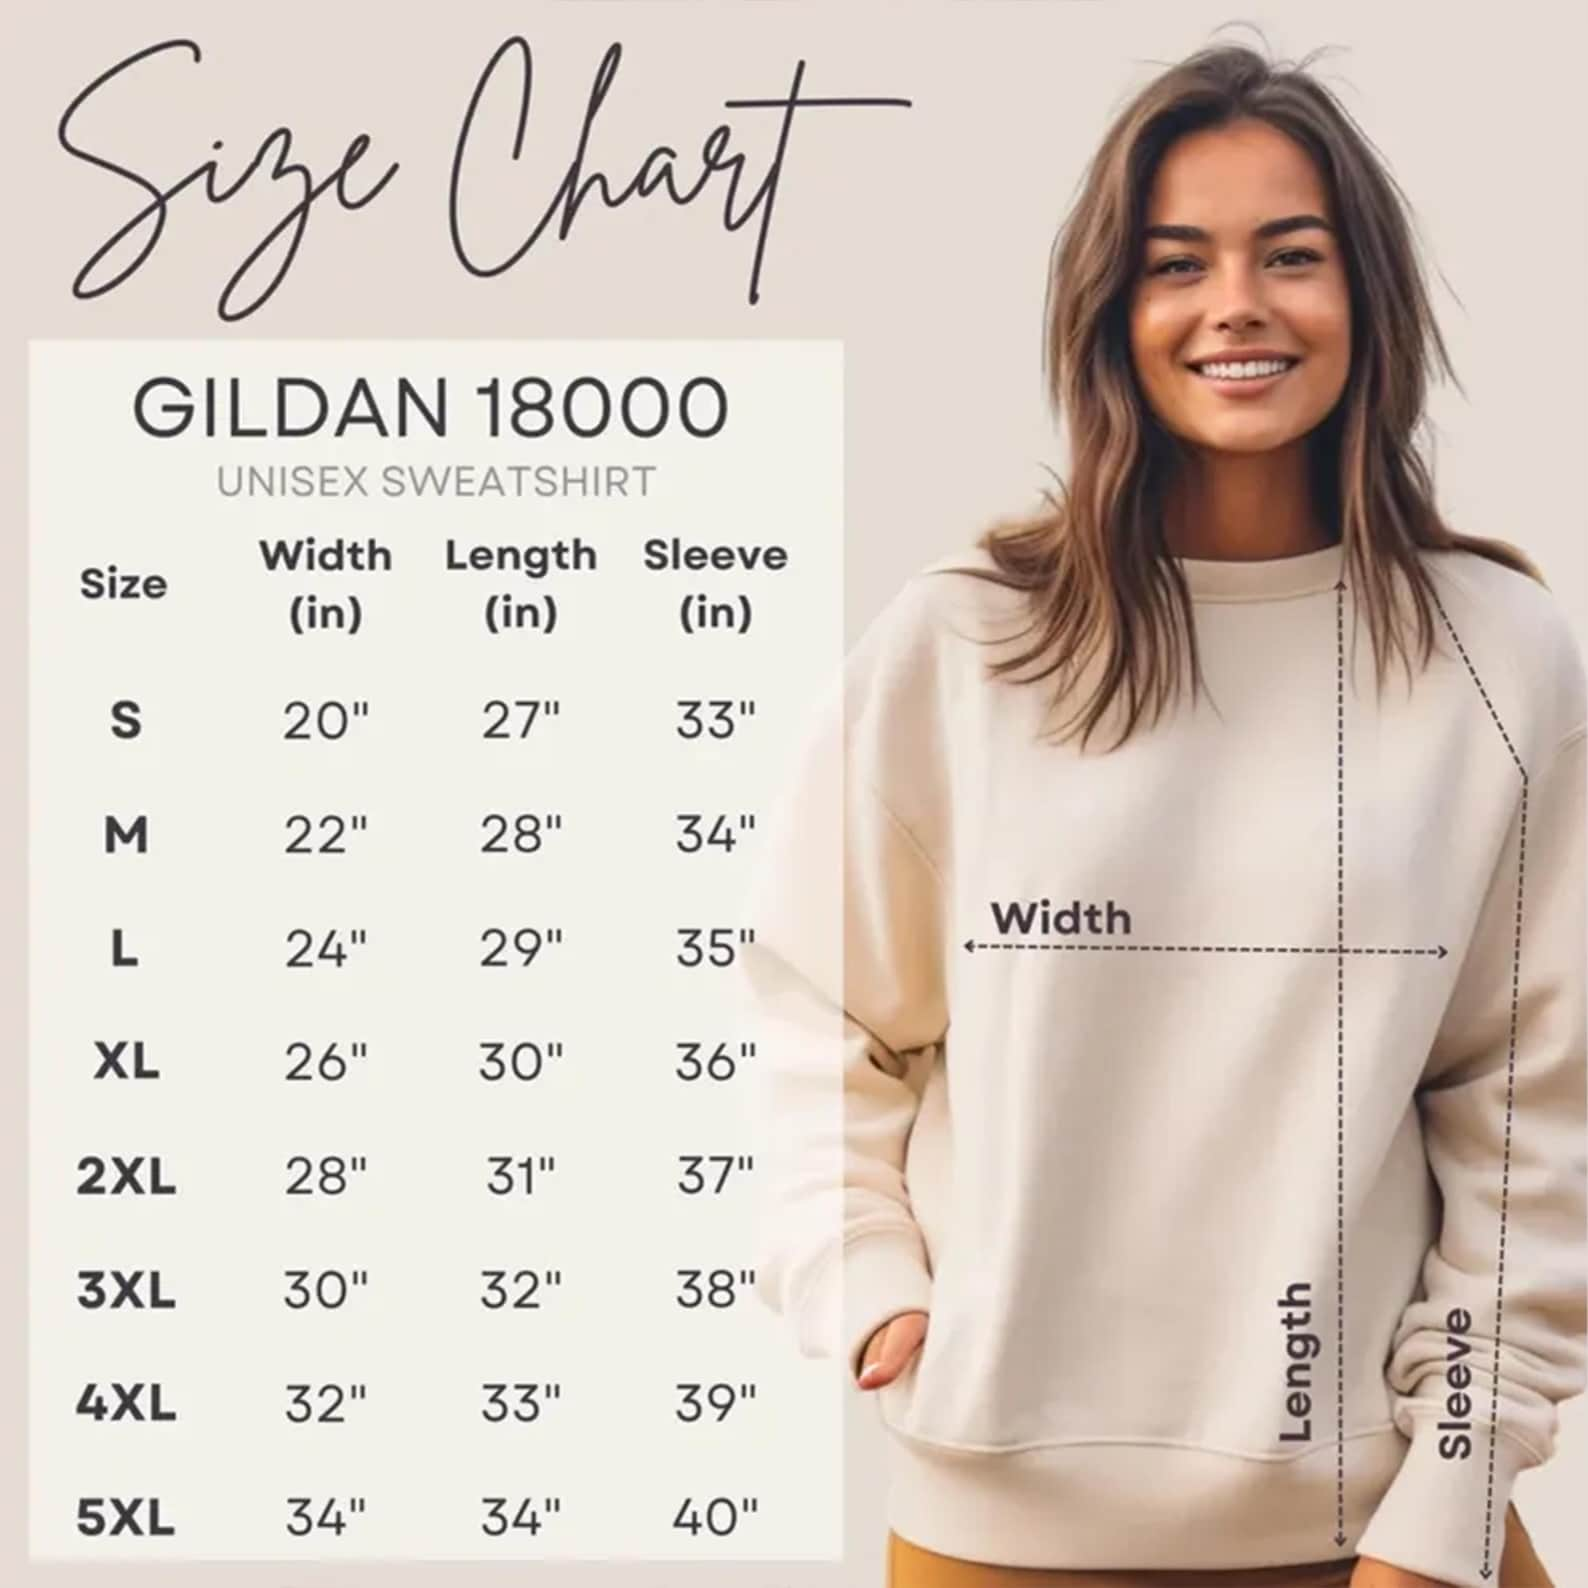 Size Chart
GILDAN 18000
UNISEX SWEATSHIRT
Size Width (in) Length (in) Sleeve (in)
S 20" 27" 33"
M 22" 28" 34"
L 24" 29" 35"
XL 26" 30" 36"
2XL 28" 31" 37"
3XL 30" 32" 38"
4XL 32" 33" 39"
5XL 34" 34" 40"
Width
Length
Sleeve